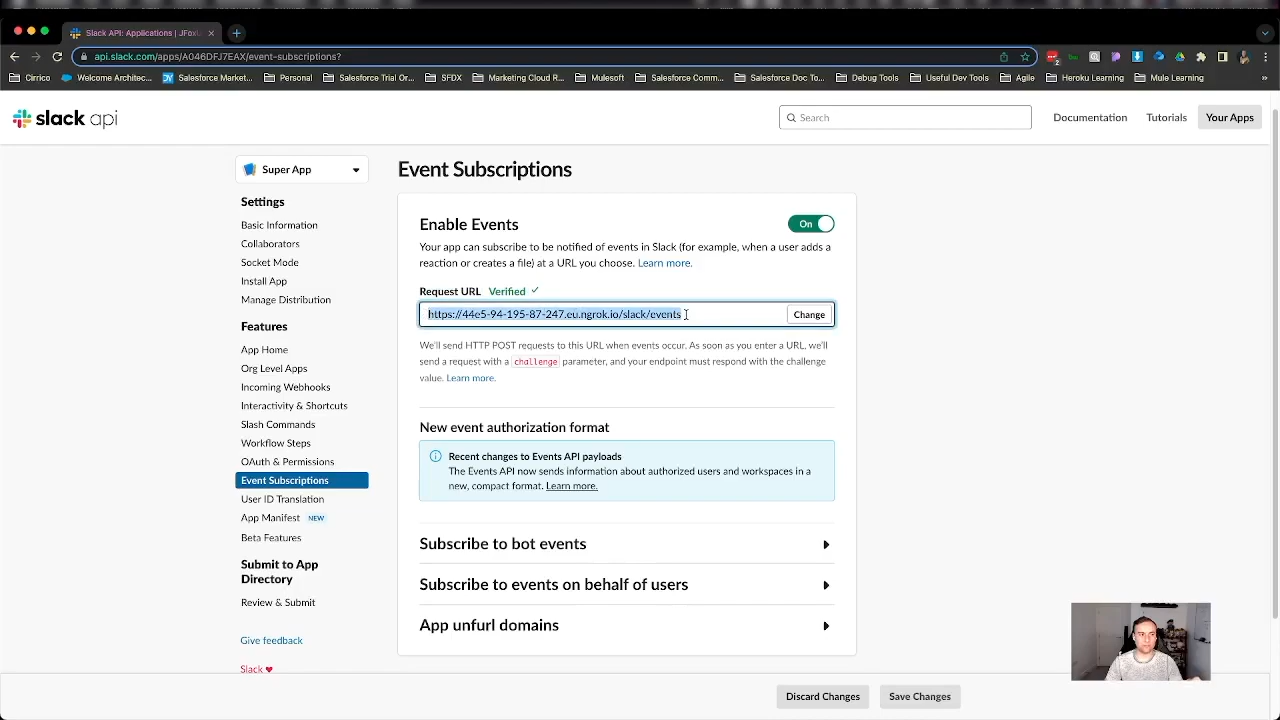 Slack API: Applications | JFox
api.slack.com/apps/A046DFJ7EAX/event-subscriptions?
Cirrico
Welcome Architec...
Salesforce Market...
Personal
Salesforce Trial Or...
SFDX
Marketing Cloud R...
Mulesoft
Salesforce Comm...
Salesforce Doc To...
Debug Tools
Useful Dev Tools
Agile
Heroku Learning
Mule Learning
»
slack api
Search
Documentation
Tutorials
Your Apps
Super App
Settings
Basic Information
Collaborators
Socket Mode
Install App
Manage Distribution
Features
App Home
Org Level Apps
Incoming Webhooks
Interactivity & Shortcuts
Slash Commands
Workflow Steps
OAuth & Permissions
Event Subscriptions
User ID Translation
App Manifest NEW
Beta Features
Submit to App
Directory
Review & Submit
Give feedback
Slack ♥
Event Subscriptions
Enable Events
On
Your app can subscribe to be notified of events in Slack (for example, when a user adds a
reaction or creates a file) at a URL you choose. Learn more.
Request URL Verified ✓
https://44e5-94-195-87-247.eu.ngrok.io/slack/events
Change
We'll send HTTP POST requests to this URL when events occur. As soon as you enter a URL, we'll
send a request with a challenge parameter, and your endpoint must respond with the challenge
value. Learn more.
New event authorization format
Recent changes to Events API payloads
The Events API now sends information about authorized users and workspaces in a
new, compact format. Learn more.
Subscribe to bot events
Subscribe to events on behalf of users
App unfurl domains
Discard Changes
Save Changes